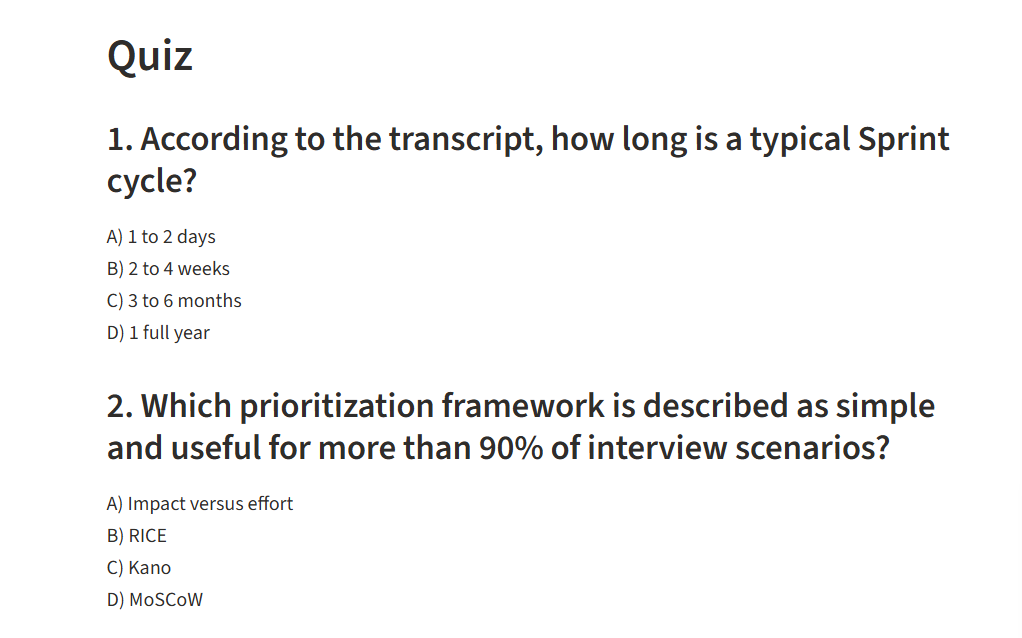 Quiz
1. According to the transcript, how long is a typical Sprint
cycle?
A) 1 to 2 days
B) 2 to 4 weeks
C) 3 to 6 months
D) 1 full year
2. Which prioritization framework is described as simple
and useful for more than 90% of interview scenarios?
A) Impact versus effort
B) RICE
C) Kano
D) MoSCoW